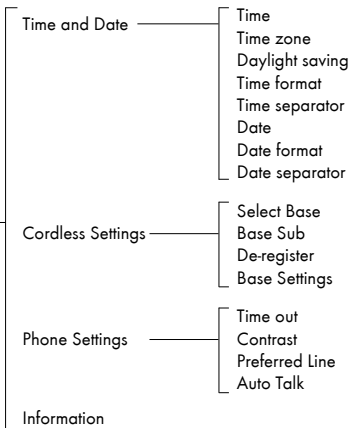 Time and Date
Time
Time zone
Daylight saving
Time format
Time separator
Date
Date format
Date separator
Cordless Settings
Select Base
Base Sub
De-register
Base Settings
Phone Settings
Time out
Contrast
Preferred Line
Auto Talk
Information